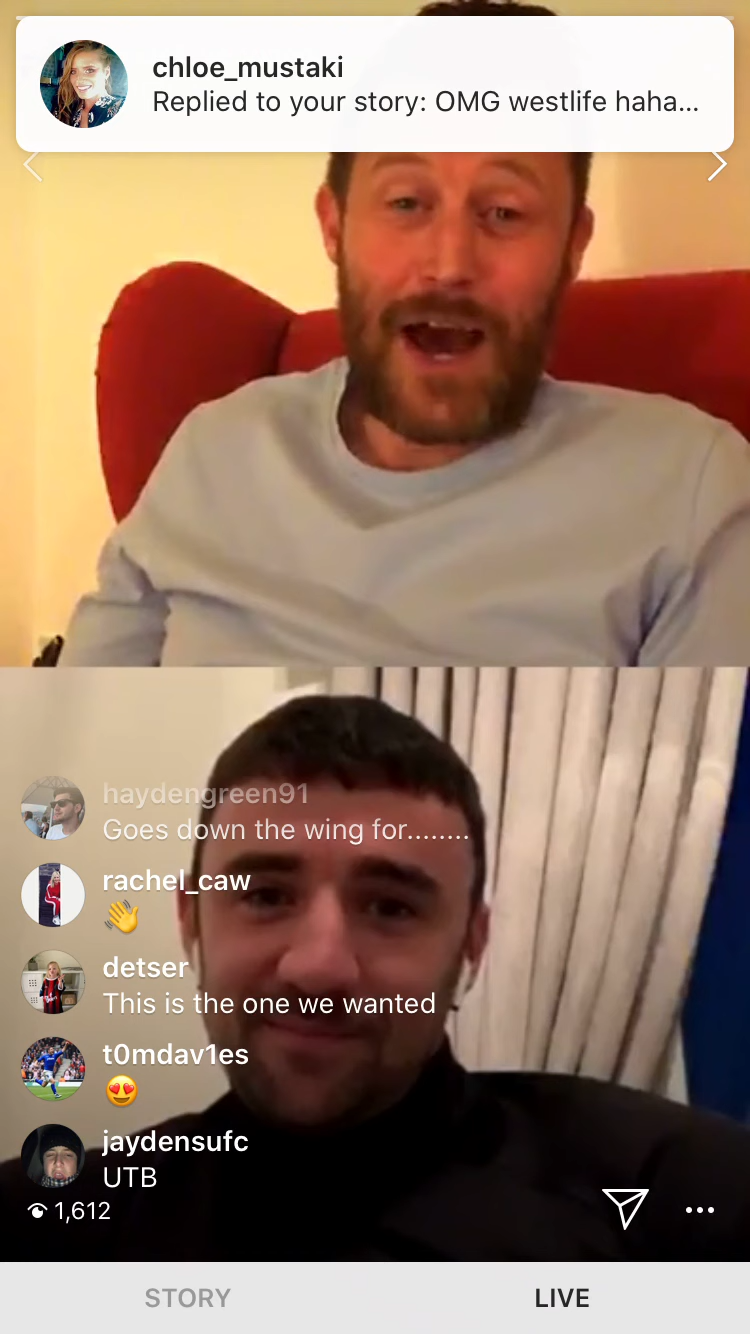 chloe_mustaki
Replied to your story: OMG westlife haha...
haydengreen91
Goes down the wing for........
rachel_caw
👋
detser
This is the one we wanted
t0mdav1es
😍
jaydensufc
UTB
1,612
STORY
LIVE